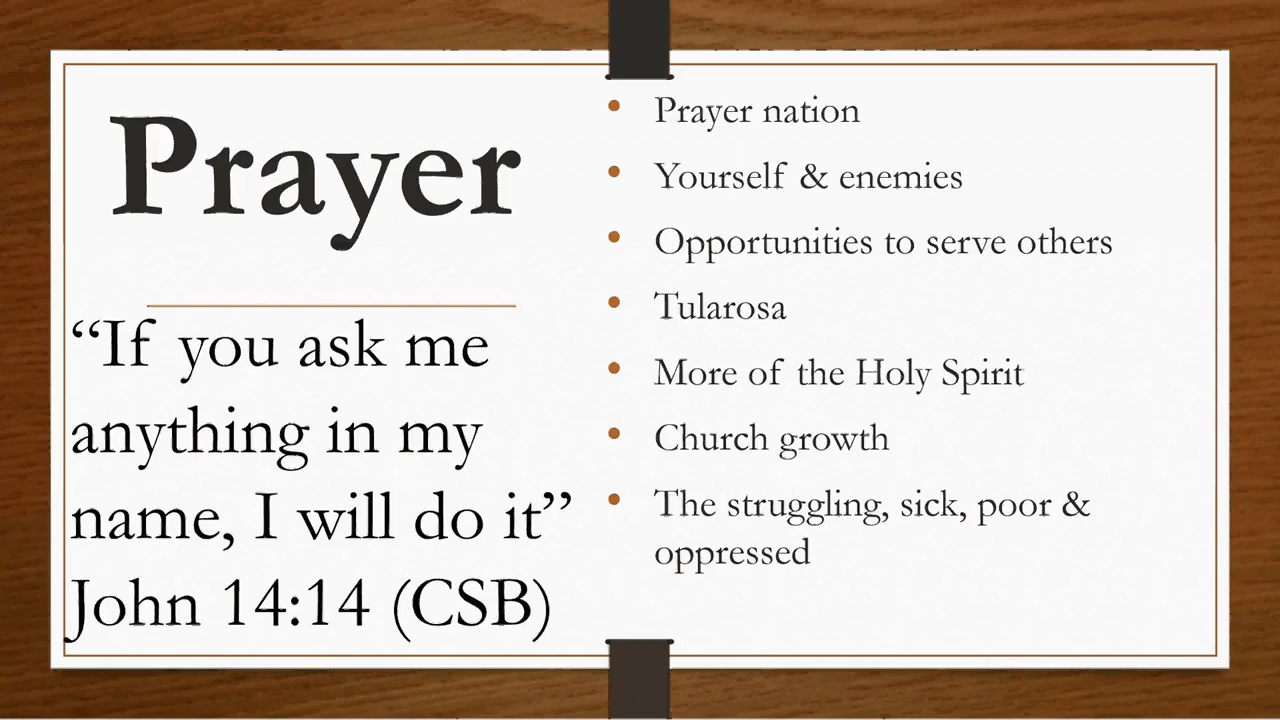 Prayer
“If you ask me
anything in my
name, I will do it”
John 14:14 (CSB)
• Prayer nation
• Yourself & enemies
• Opportunities to serve others
• Tularosa
• More of the Holy Spirit
• Church growth
• The struggling, sick, poor &
oppressed